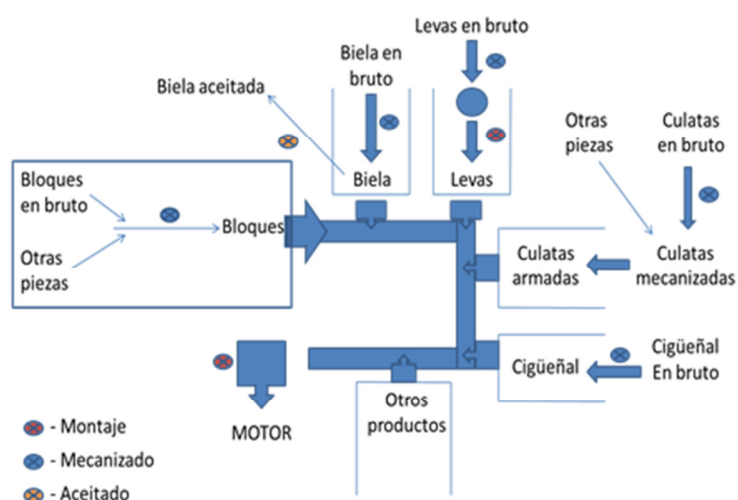 Levas en bruto
Biela en
bruto
Biela aceitada
Otras
piezas
Culatas
en bruto
Biela
Levas
Bloques
en bruto
Bloques
Otras
piezas
Culatas
armadas
Culatas
mecanizadas
Cigüeñal
Cigüeñal
En bruto
Otros
productos
MOTOR
- Montaje
- Mecanizado
- Aceitado